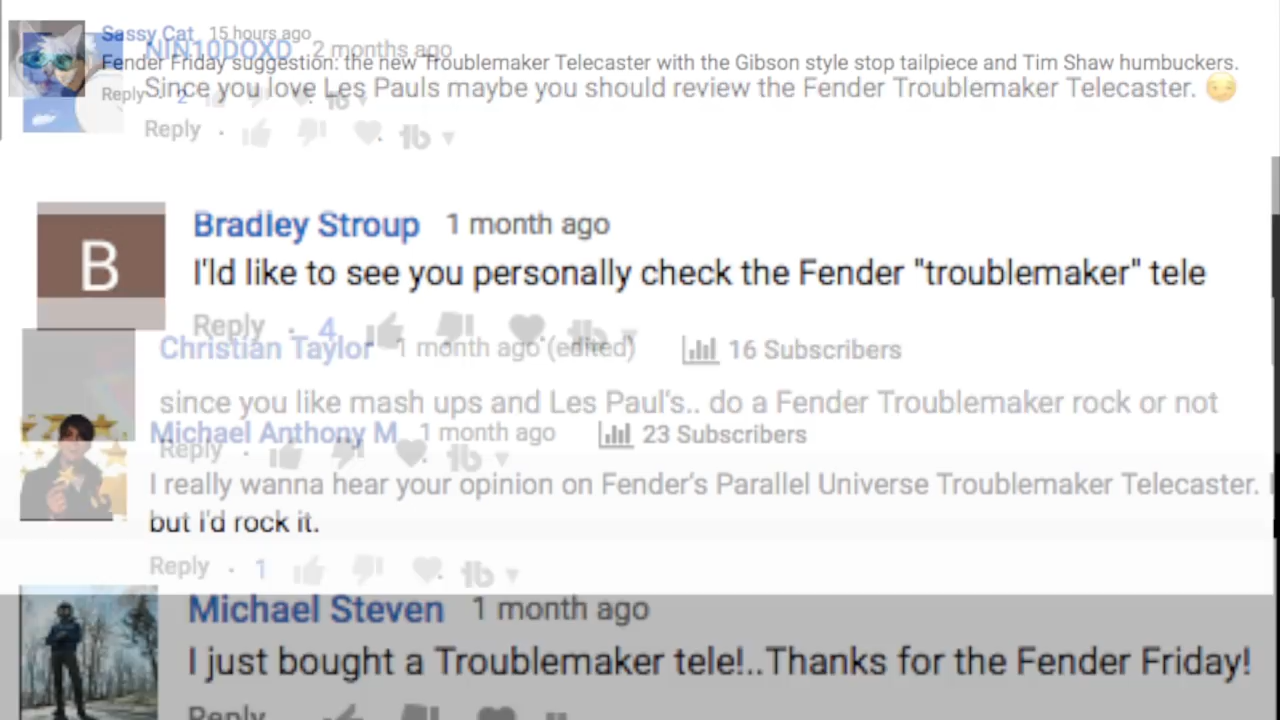 Sassy Cat 15 hours ago
NIN10DOXD 2 months ago
Fender Friday suggestion: the new Troublemaker Telecaster with the Gibson style stop tailpiece and Tim Shaw humbuckers.
Since you love Les Pauls maybe you should review the Fender Troublemaker Telecaster. 😏
Reply · 2
Reply ·
B
Bradley Stroup 1 month ago
I'ld like to see you personally check the Fender "troublemaker" tele
Reply · 4
Christian Taylor 1 month ago (edited) 16 Subscribers
since you like mash ups and Les Paul's.. do a Fender Troublemaker rock or not
Michael Anthony M 1 month ago 23 Subscribers
Reply ·
I really wanna hear your opinion on Fender's Parallel Universe Troublemaker Telecaster.
but I'd rock it.
Reply · 1
Michael Steven 1 month ago
I just bought a Troublemaker tele!..Thanks for the Fender Friday!
Reply